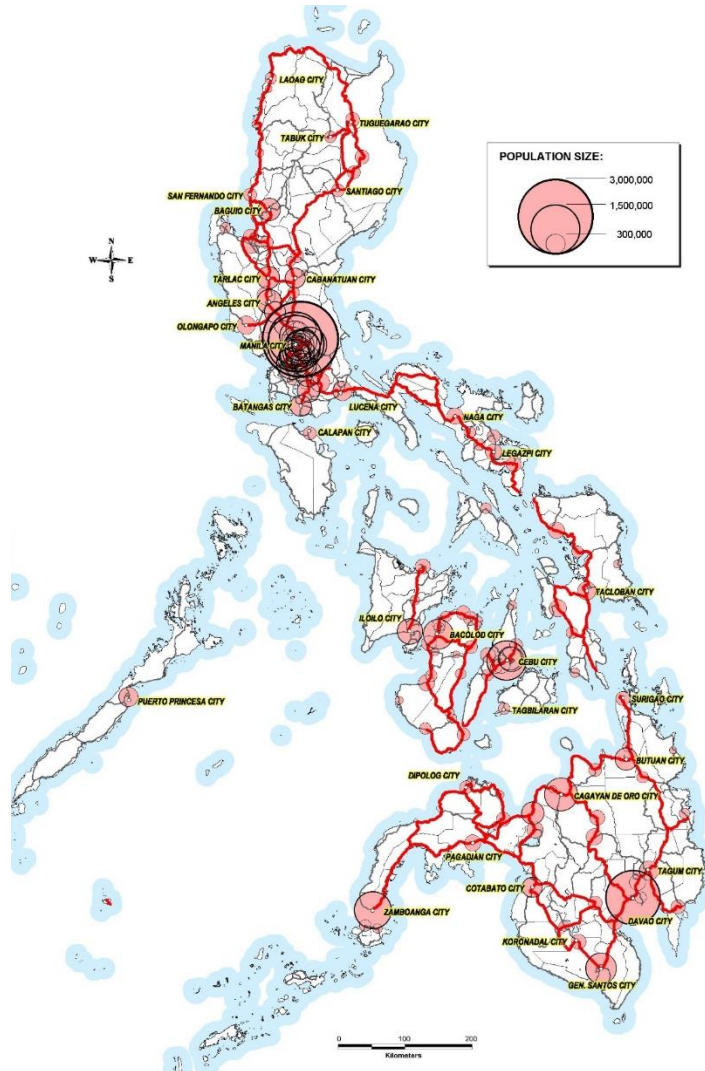 LAOAG CITY
TUGUEGARAO CITY
TABUK CITY
POPULATION SIZE:
3,000,000
1,500,000
300,000
SAN FERNANDO CITY
SANTIAGO CITY
BAGUIO CITY
N
W E
S
TARLAC CITY
CABANATUAN CITY
ANGELES CITY
OLONGAPO CITY
MANILA CITY
BATANGAS CITY
LUCENA CITY
NAGA CITY
CALAPAN CITY
LEGAZPI CITY
TACLOBAN CITY
ILOILO CITY
BACOLOD CITY
CEBU CITY
PUERTO PRINCESA CITY
TAGBILARAN CITY
SURIGAO CITY
BUTUAN CITY
DIPOLOG CITY
CAGAYAN DE ORO CITY
PAGADIAN CITY
TAGUM CITY
COTABATO CITY
ZAMBOANGA CITY
DAVAO CITY
KORONADAL CITY
GEN. SANTOS CITY
0 100 200
Kilometers